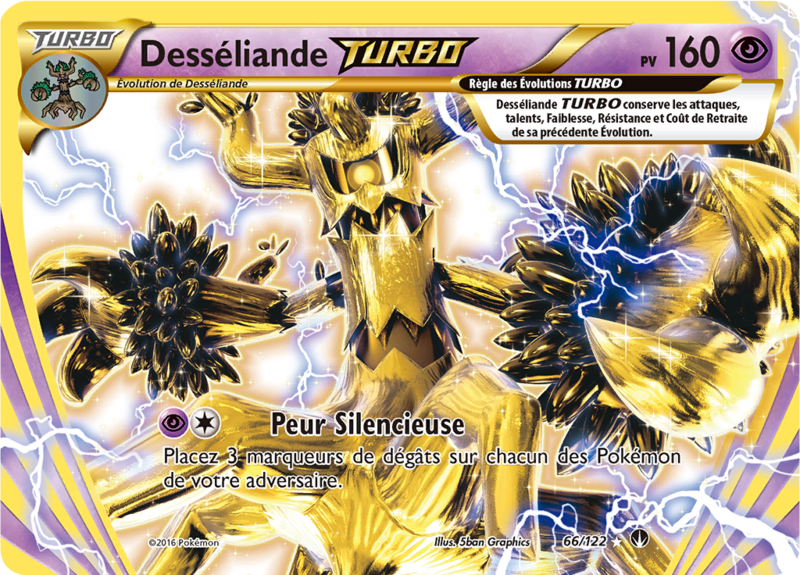 TURBO
Desséliande TURBO
PV 160
Évolution de Desséliande
Règle des Évolutions TURBO
Desséliande TURBO conserve les attaques,
talents, Faiblesse, Résistance et Coût de Retraite
de sa précédente Évolution.
Peur Silencieuse
Placez 3 marqueurs de dégâts sur chacun des Pokémon
de votre adversaire.
©2016 Pokémon
Illus. 5ban Graphics
66/122